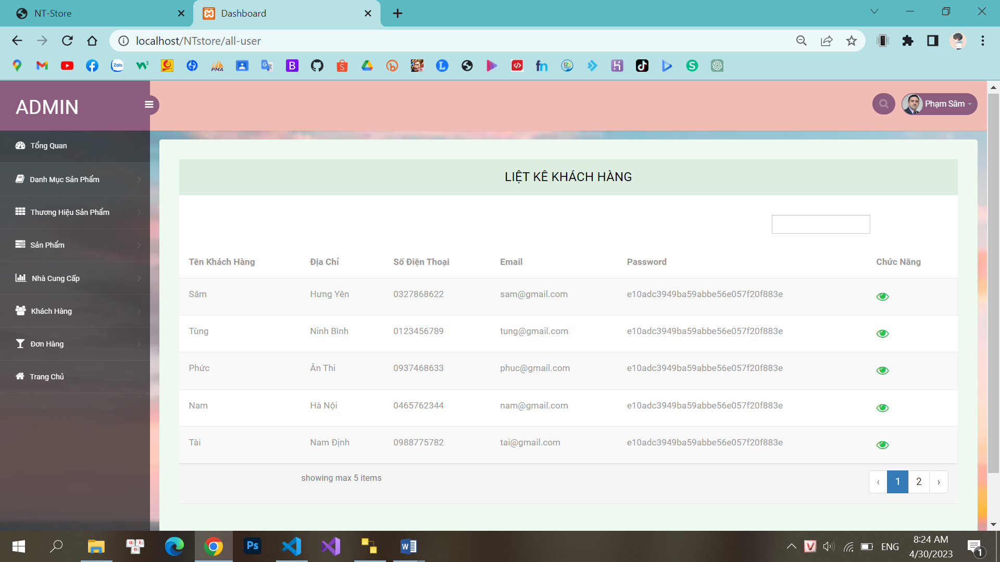 NT-Store
Dashboard
localhost/NTstore/all-user
Zalo
PMA
ADMIN
Phạm Sâm
Tổng Quan
Danh Mục Sản Phẩm
Thương Hiệu Sản Phẩm
Sản Phẩm
Nhà Cung Cấp
Khách Hàng
Đơn Hàng
Trang Chủ
LIỆT KÊ KHÁCH HÀNG
Tên Khách Hàng Địa Chỉ Số Điện Thoại Email Password Chức Năng
Sâm Hưng Yên 0327868622 sam@gmail.com e10adc3949ba59abbe56e057f20f883e
Tùng Ninh Bình 0123456789 tung@gmail.com e10adc3949ba59abbe56e057f20f883e
Phức Ân Thi 0937468633 phuc@gmail.com e10adc3949ba59abbe56e057f20f883e
Nam Hà Nội 0465762344 nam@gmail.com e10adc3949ba59abbe56e057f20f883e
Tài Nam Định 0988775782 tai@gmail.com e10adc3949ba59abbe56e057f20f883e
showing max 5 items
‹ 1 2 ›
Ps
ENG
8:24 AM
4/30/2023
1